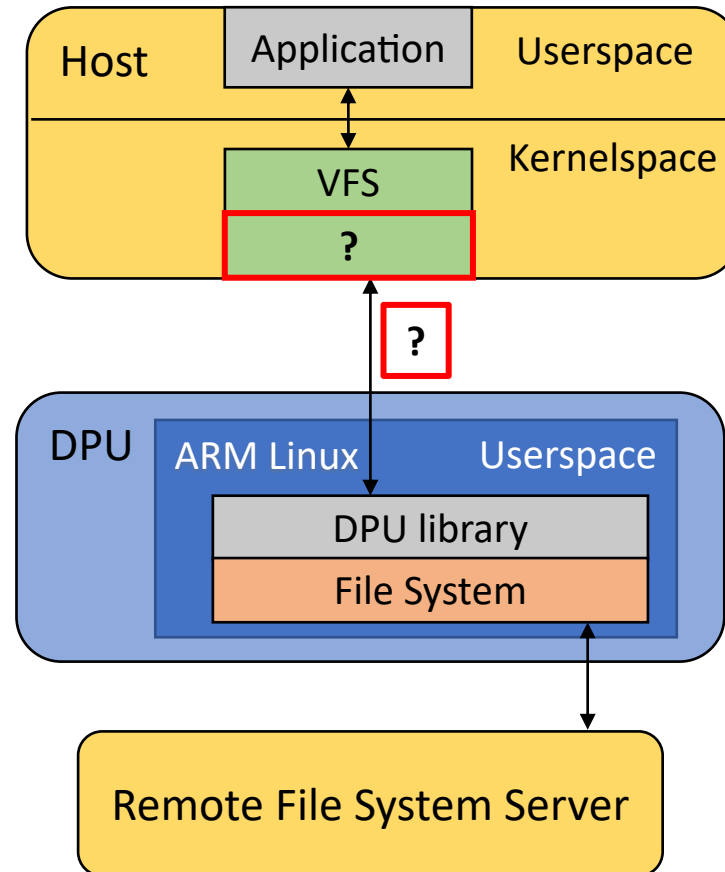 Host
Application
Userspace
Kernelspace
VFS
?
?
DPU
ARM Linux
Userspace
DPU library
File System
Remote File System Server